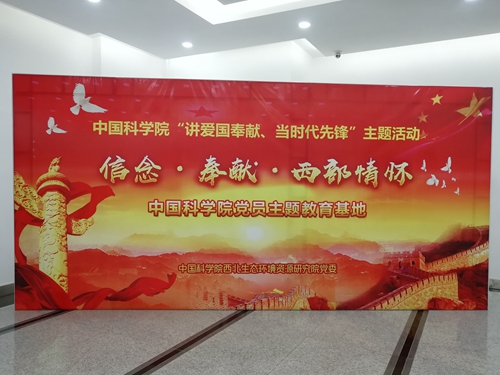 中国科学院“讲爱国奉献、当时代先锋”主题活动
信念·奉献·西部情怀
中国科学院党员主题教育基地
中国科学院西北生态环境资源研究院党委